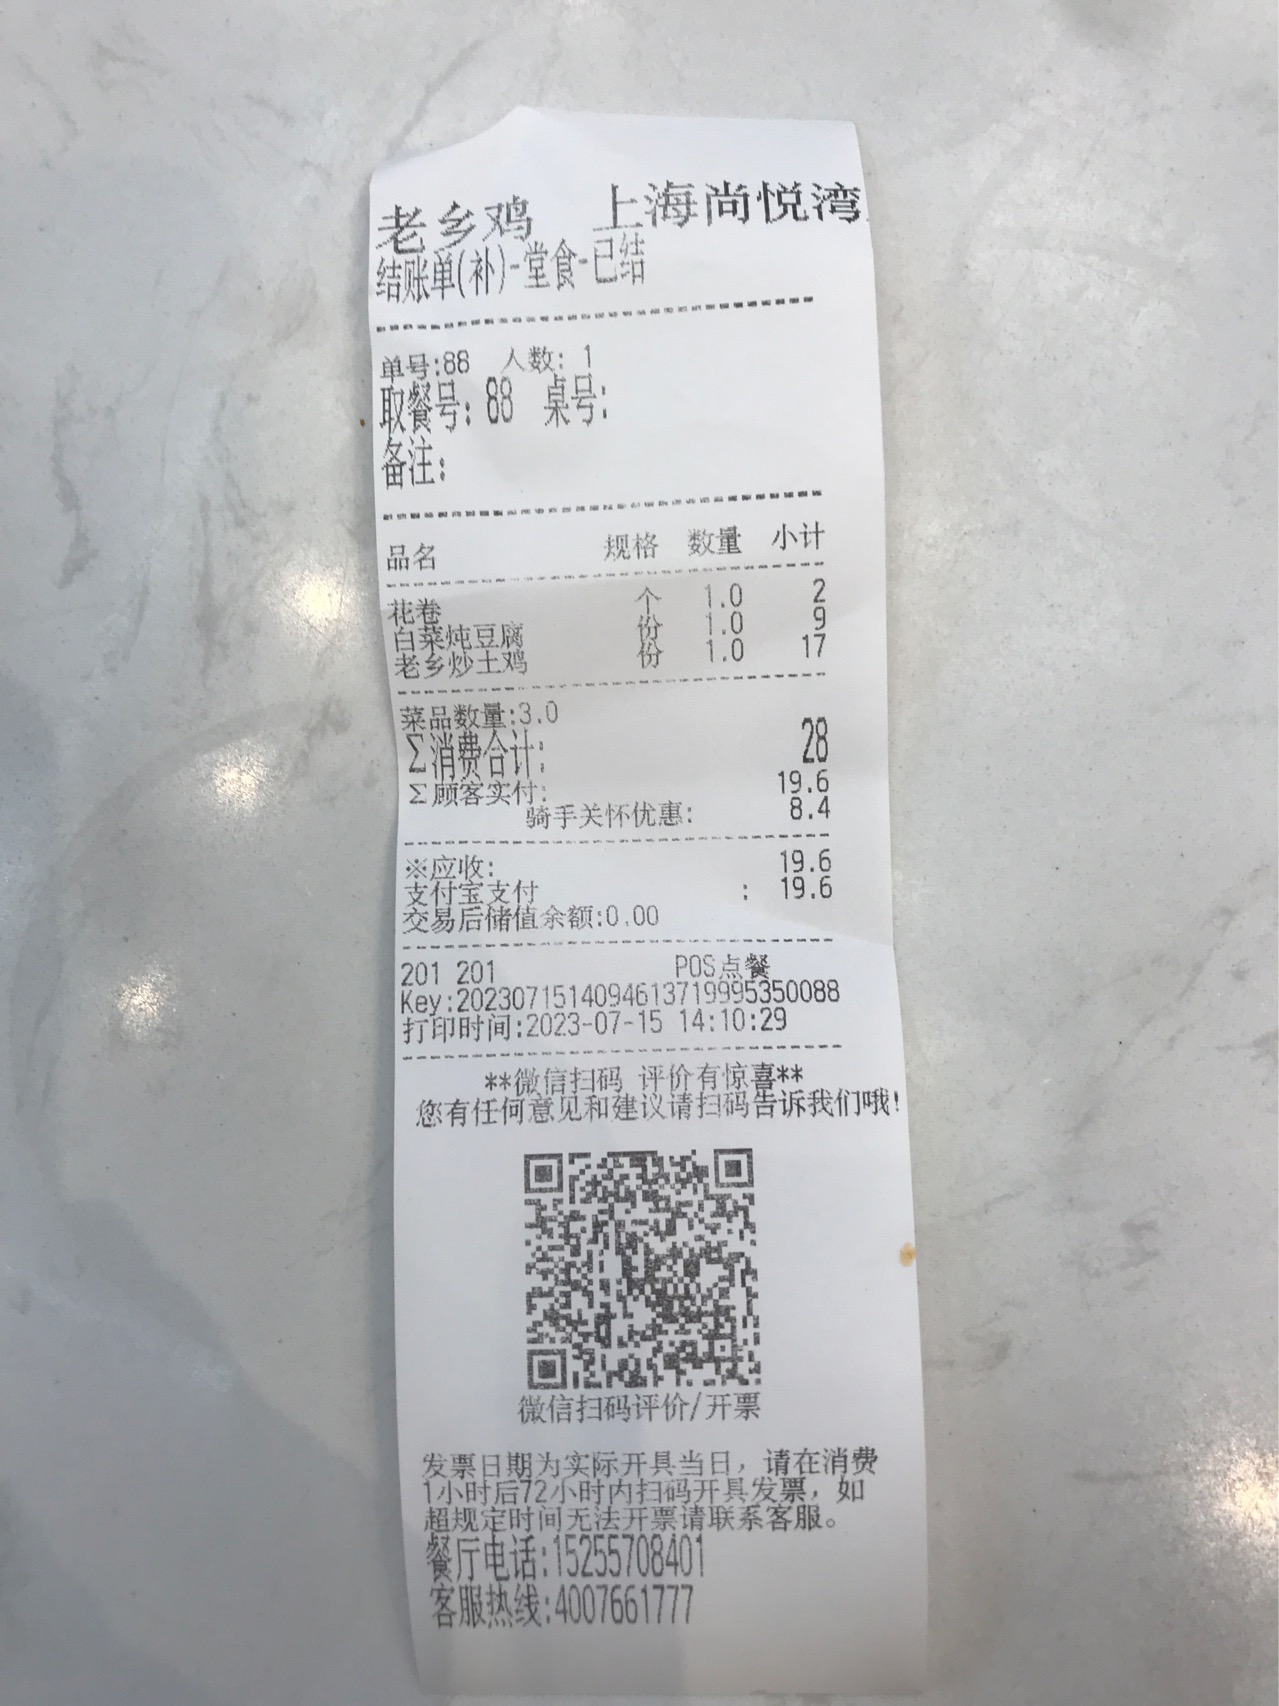 老乡鸡 上海尚悦湾
结账单(补)-堂食-已结
单号:88 人数: 1
取餐号: 88 桌号:
备注:
品名 规格 数量 小计
花卷 个 1.0 2
白菜炖豆腐 份 1.0 9
老乡炒土鸡 份 1.0 17
菜品数量:3.0
Σ消费合计: 28
Σ顾客实付: 19.6
骑手关怀优惠: 8.4
※应收: 19.6
支付宝支付 : 19.6
交易后储值余额:0.00
201 201 POS点餐
Key:2023071514094613719995350088
打印时间:2023-07-15 14:10:29
**微信扫码 评价有惊喜**
您有任何意见和建议请扫码告诉我们哦!
微信扫码评价/开票
发票日期为实际开具当日，请在消费
1小时后72小时内扫码开具发票，如
超规定时间无法开票请联系客服。
餐厅电话:15255708401
客服热线:4007661777